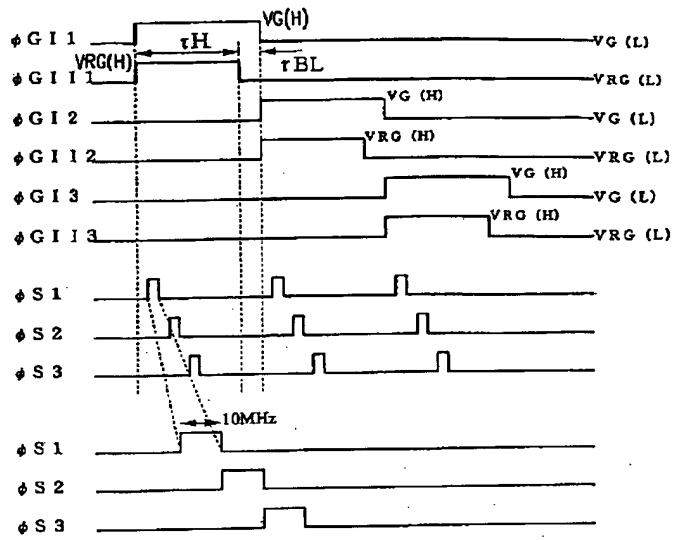 VG(H)
φGI1 τH VG(L)
VRG(H) τBL
φGII1 VRG(L)
VG(H)
φGI2 VG(L)
VRG(H)
φGII2 VRG(L)
VG(H)
φGI3 VG(L)
VRG(H)
φGII3 VRG(L)
φS1
φS2
φS3
10MHz
φS1
φS2
φS3